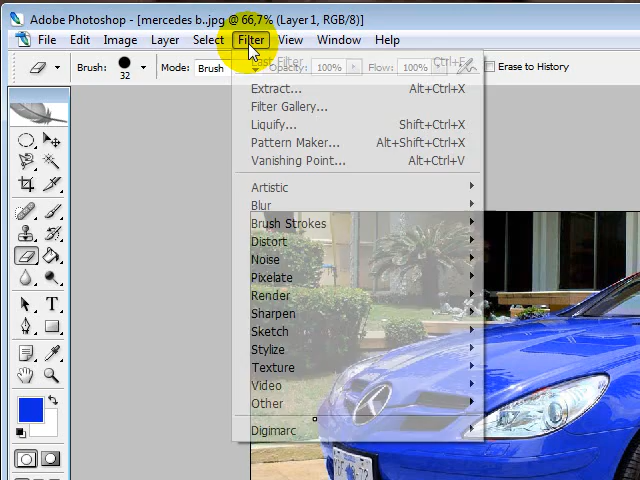 Adobe Photoshop - [mercedes b..jpg @ 66,7% (Layer 1, RGB/8)]
File Edit Image Layer Select Filter View Window Help
Brush: 32 Mode: Brush Opacity: 100% Flow: 100% Erase to History
Last Filter Ctrl+F
Extract... Alt+Ctrl+X
Filter Gallery...
Liquify... Shift+Ctrl+X
Pattern Maker... Alt+Shift+Ctrl+X
Vanishing Point... Alt+Ctrl+V
Artistic
Blur
Brush Strokes
Distort
Noise
Pixelate
Render
Sharpen
Sketch
Stylize
Texture
Video
Other
Digimarc